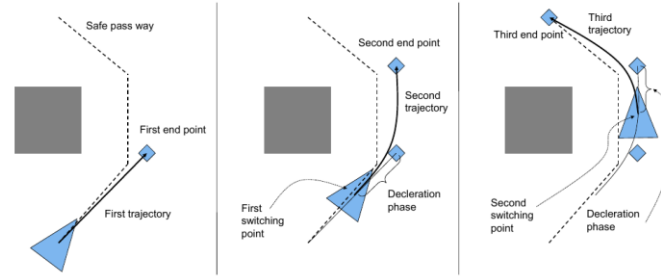 Safe pass way
First end point
First trajectory
Second end point
Second
trajectory
First
switching
point
Decleration
phase
Third
trajectory
Third end point
Second
switching
point
Decleration
phase